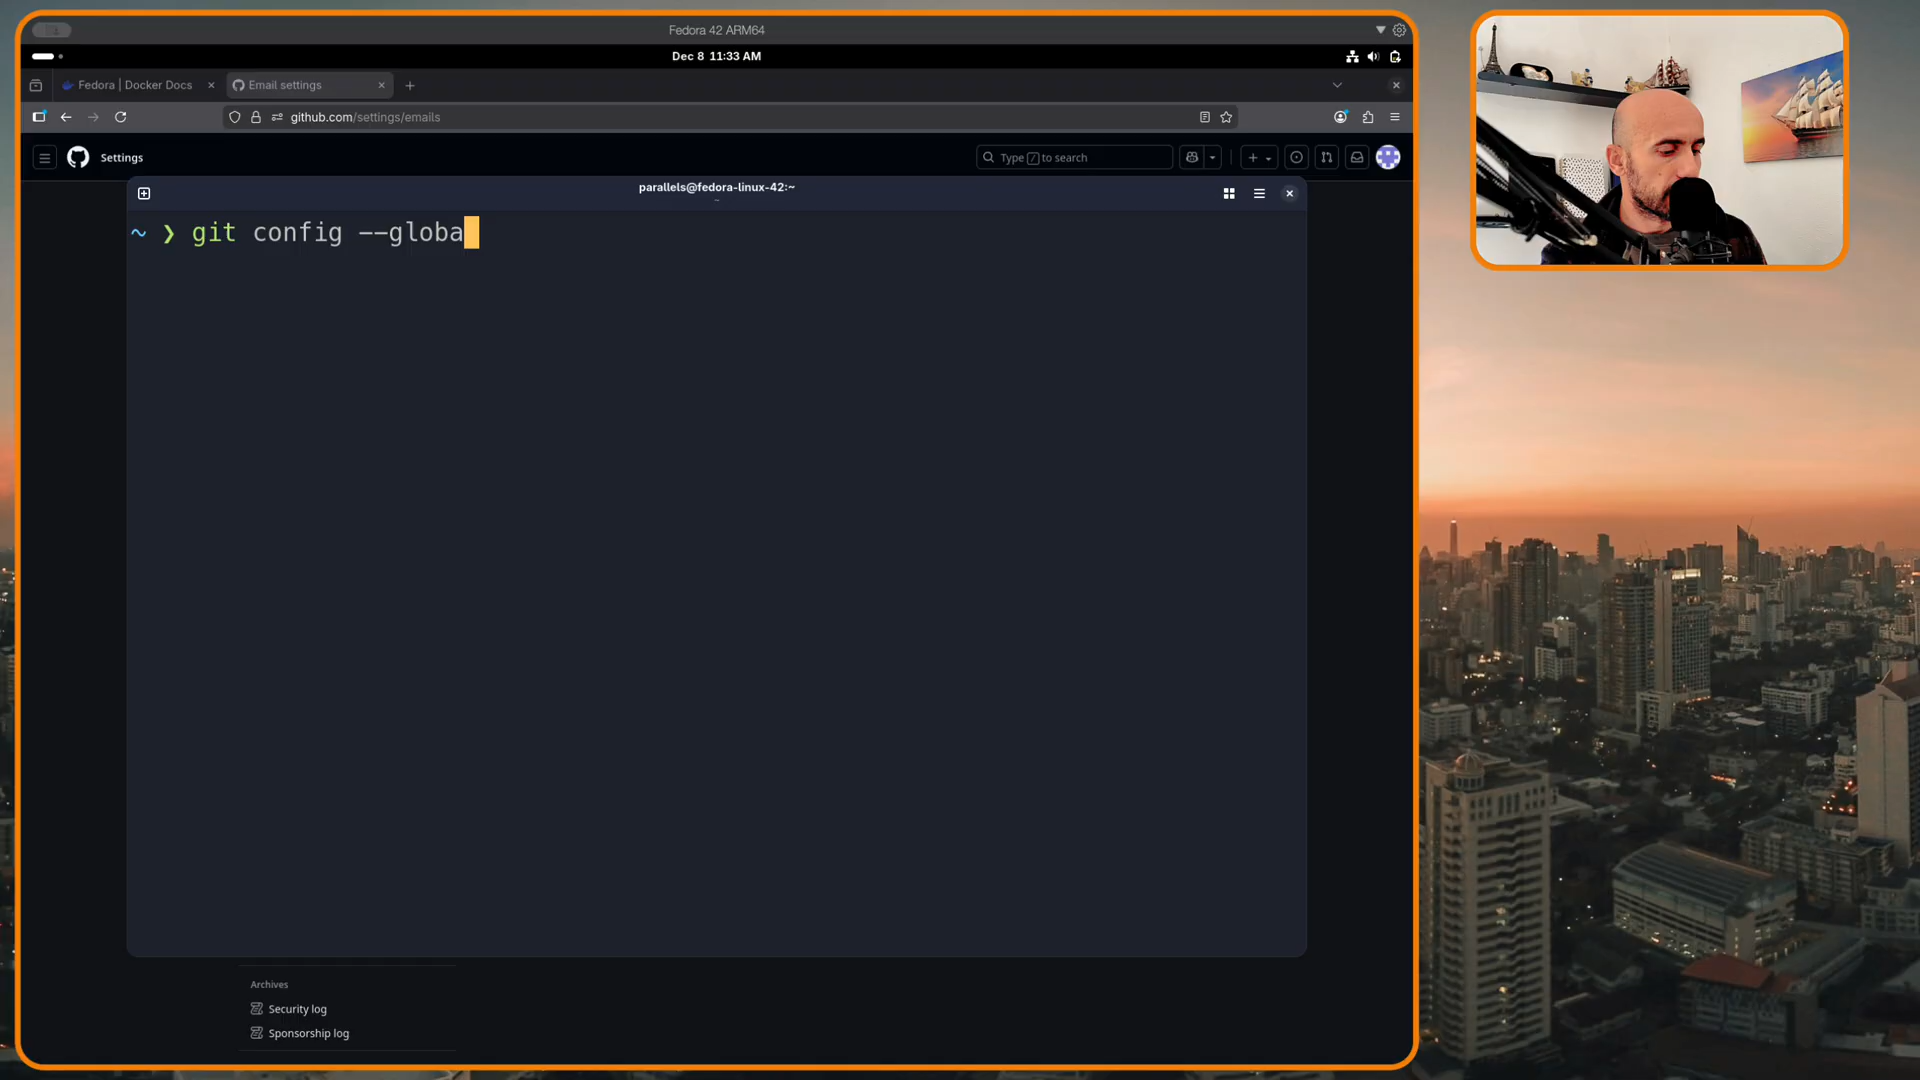 Fedora 42 ARM64
Dec 8 11:33 AM
Fedora | Docker Docs
Email settings
github.com/settings/emails
Settings
Type / to search
parallels@fedora-linux-42:~
~
~ ❯ git config --globa
Archives
Security log
Sponsorship log